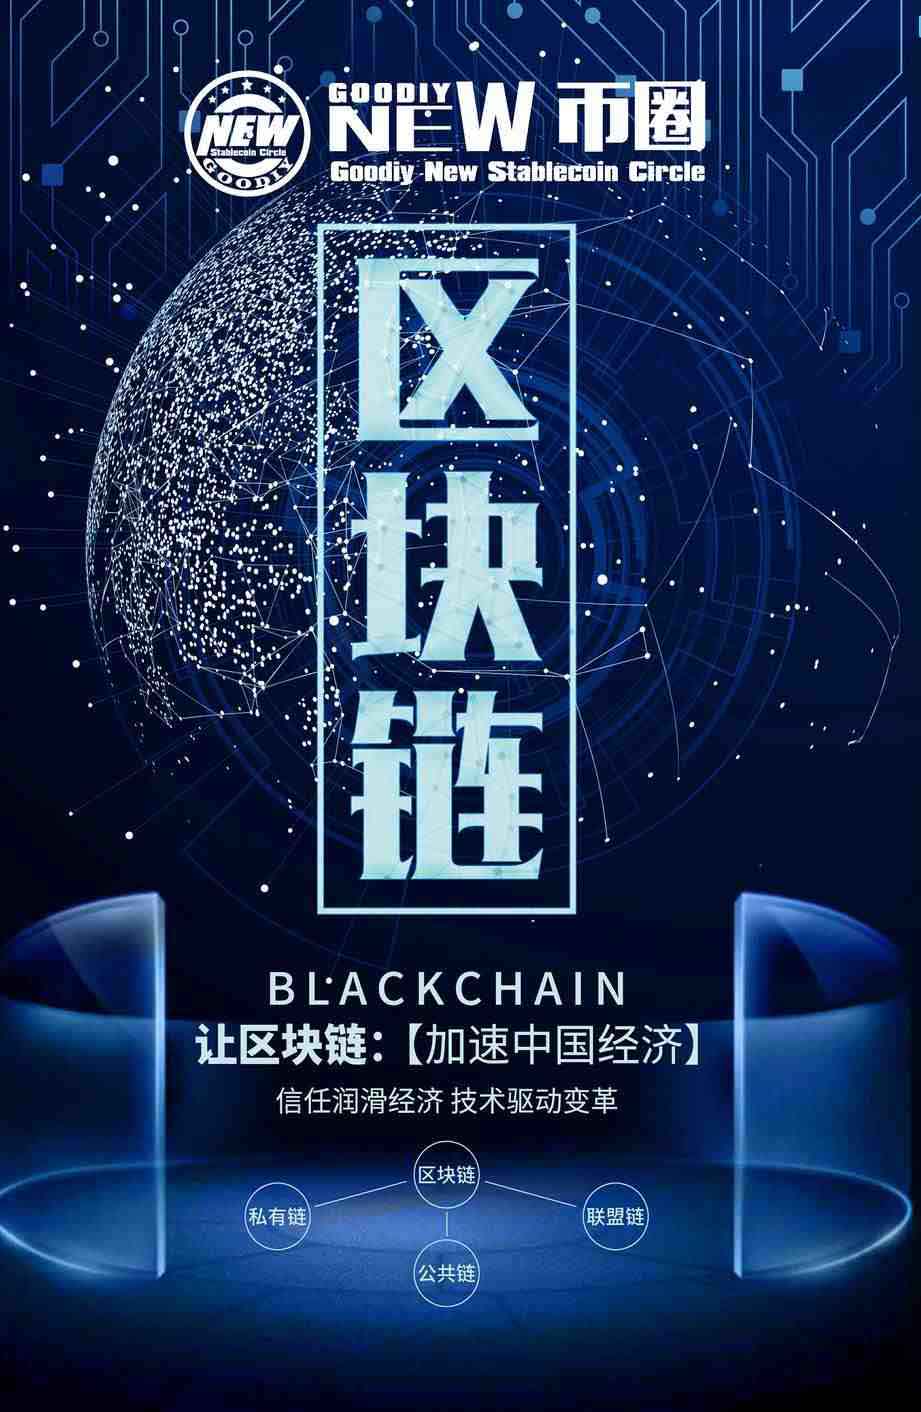 NEW
Stablecoin Circle
GOODIY
GOODIY
NEW 币圈
Goodiy New Stablecoin Circle
区
块
链
BLACKCHAIN
让区块链：【加速中国经济】
信任润滑经济 技术驱动变革
区块链
私有链
联盟链
公共链